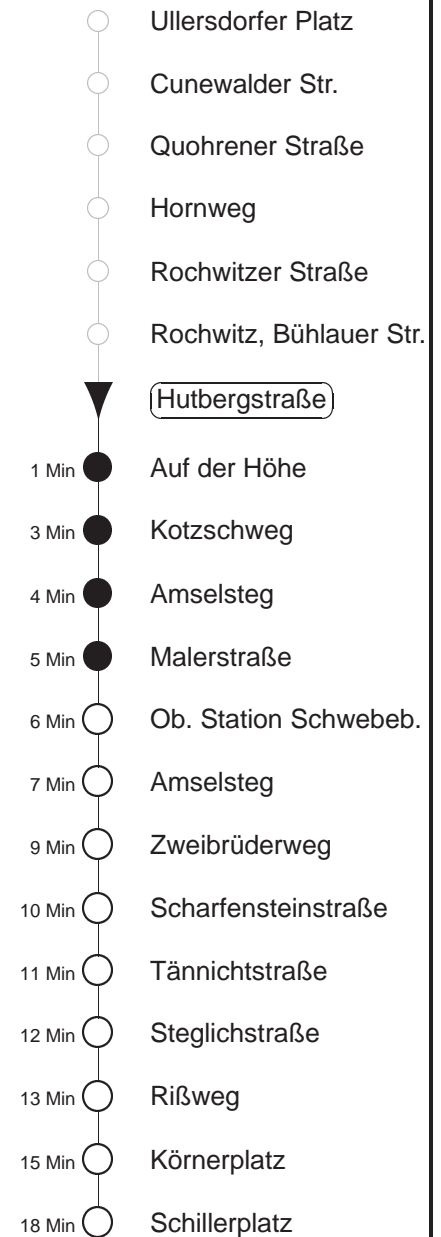 Ullersdorfer Platz
Cunewalder Str.
Quohrener Straße
Hornweg
Rochwitzer Straße
Rochwitz, Bühlauer Str.
Hutbergstraße
1 Min Auf der Höhe
3 Min Kotzschweg
4 Min Amselsteg
5 Min Malerstraße
6 Min Ob. Station Schwebeb.
7 Min Amselsteg
9 Min Zweibrüderweg
10 Min Scharfensteinstraße
11 Min Tännichtstraße
12 Min Steglichstraße
13 Min Rißweg
15 Min Körnerplatz
18 Min Schillerplatz